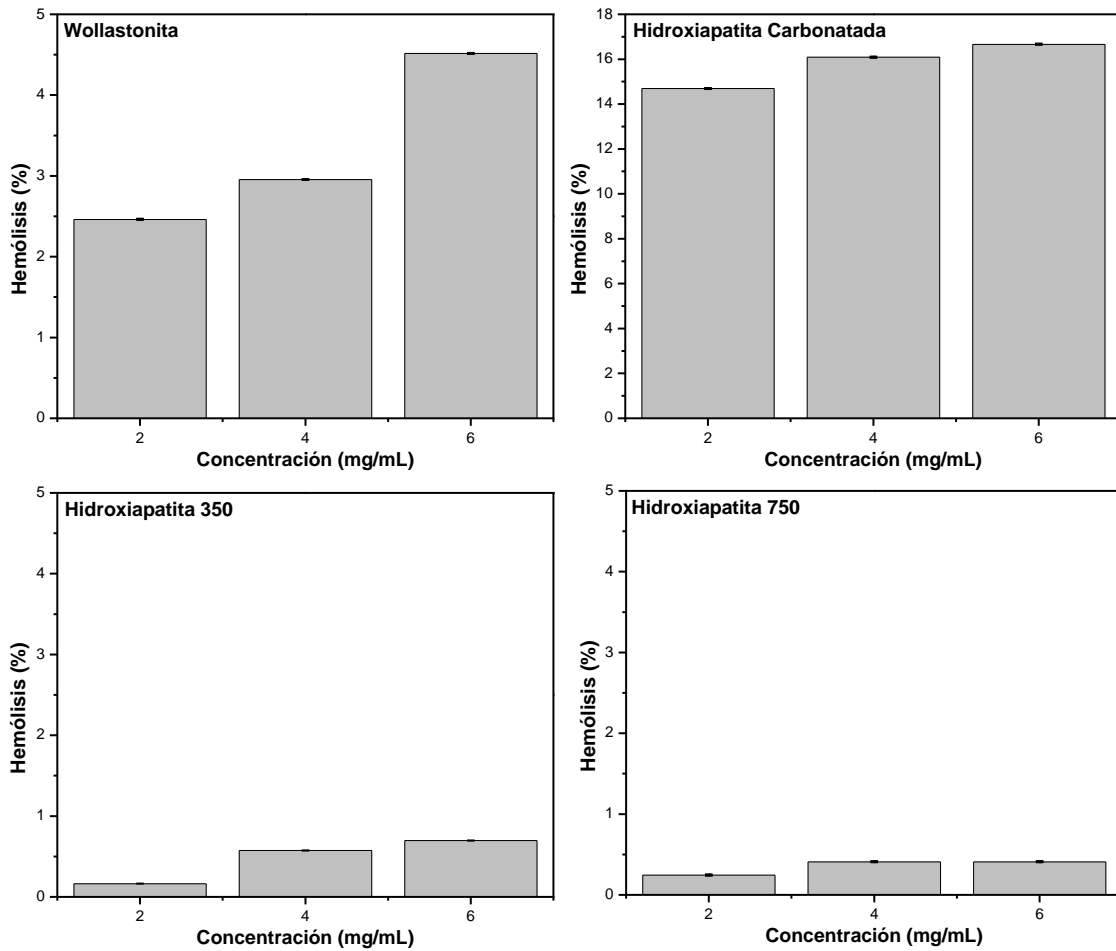 Wollastonita
Hemólisis (%)
5
4
3
2
1
0
2 4 6
Concentración (mg/mL)
Hidroxiapatita Carbonatada
Hemólisis (%)
18
16
14
12
10
8
6
4
2
0
2 4 6
Concentración (mg/mL)
Hidroxiapatita 350
Hemólisis (%)
5
4
3
2
1
0
2 4 6
Concentración (mg/mL)
Hidroxiapatita 750
Hemólisis (%)
5
4
3
2
1
0
2 4 6
Concentración (mg/mL)